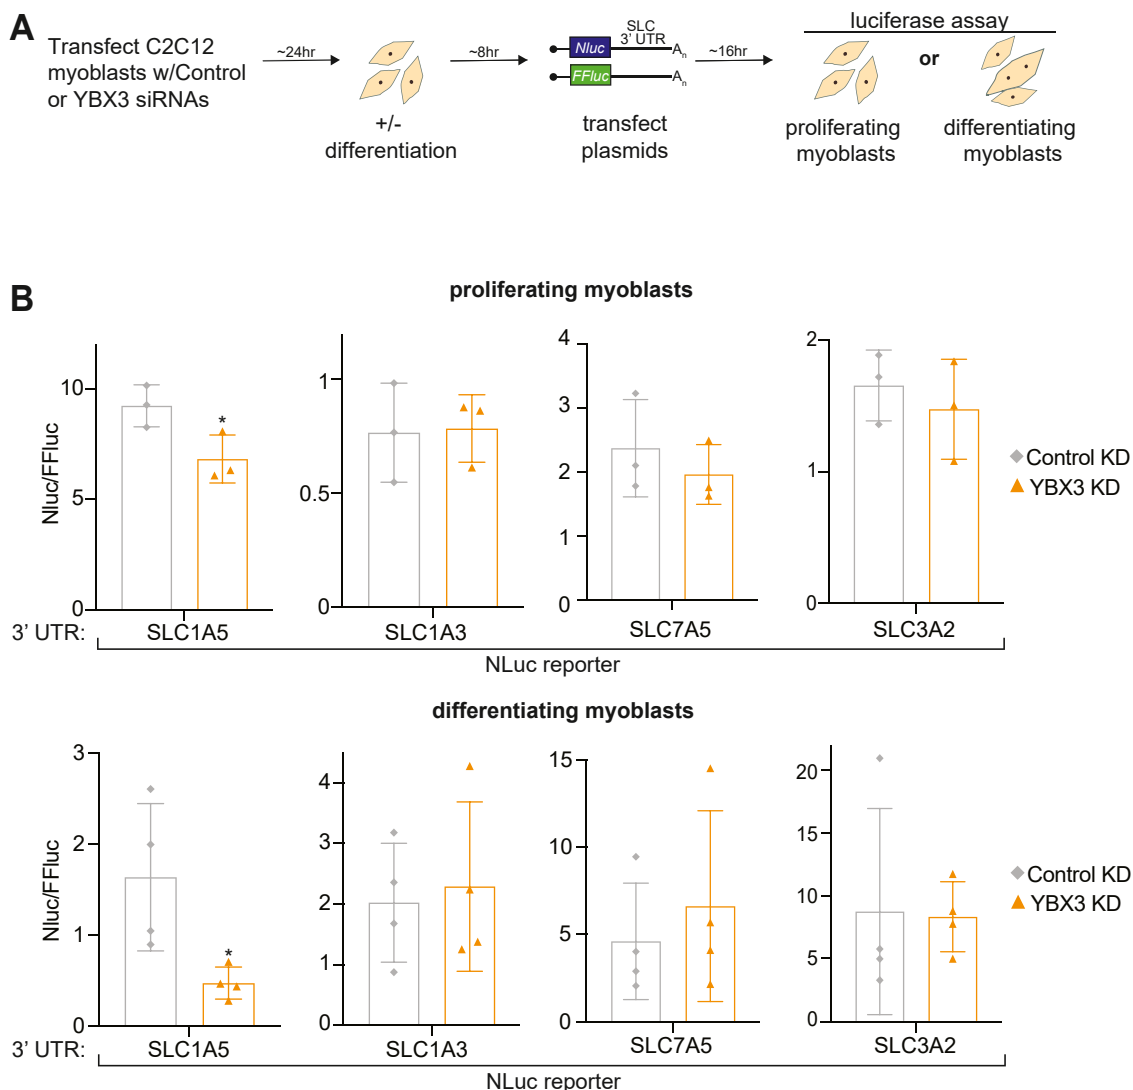 A
Transfect C2C12
myoblasts w/Control
or YBX3 siRNAs
~24hr
+/-
differentiation
~8hr
SLC
3' UTR
Nluc
An
FFluc
An
transfect
plasmids
~16hr
luciferase assay
or
proliferating
myoblasts
differentiating
myoblasts
B
proliferating myoblasts
Nluc/FFluc
10
5
0
*
1
0.5
0
4
3
2
1
0
2
1
0
Control KD
YBX3 KD
3' UTR:
SLC1A5
SLC1A3
SLC7A5
SLC3A2
NLuc reporter
differentiating myoblasts
Nluc/FFluc
3
2
1
0
*
4
3
2
1
0
15
10
5
0
20
15
10
5
0
Control KD
YBX3 KD
3' UTR:
SLC1A5
SLC1A3
SLC7A5
SLC3A2
NLuc reporter